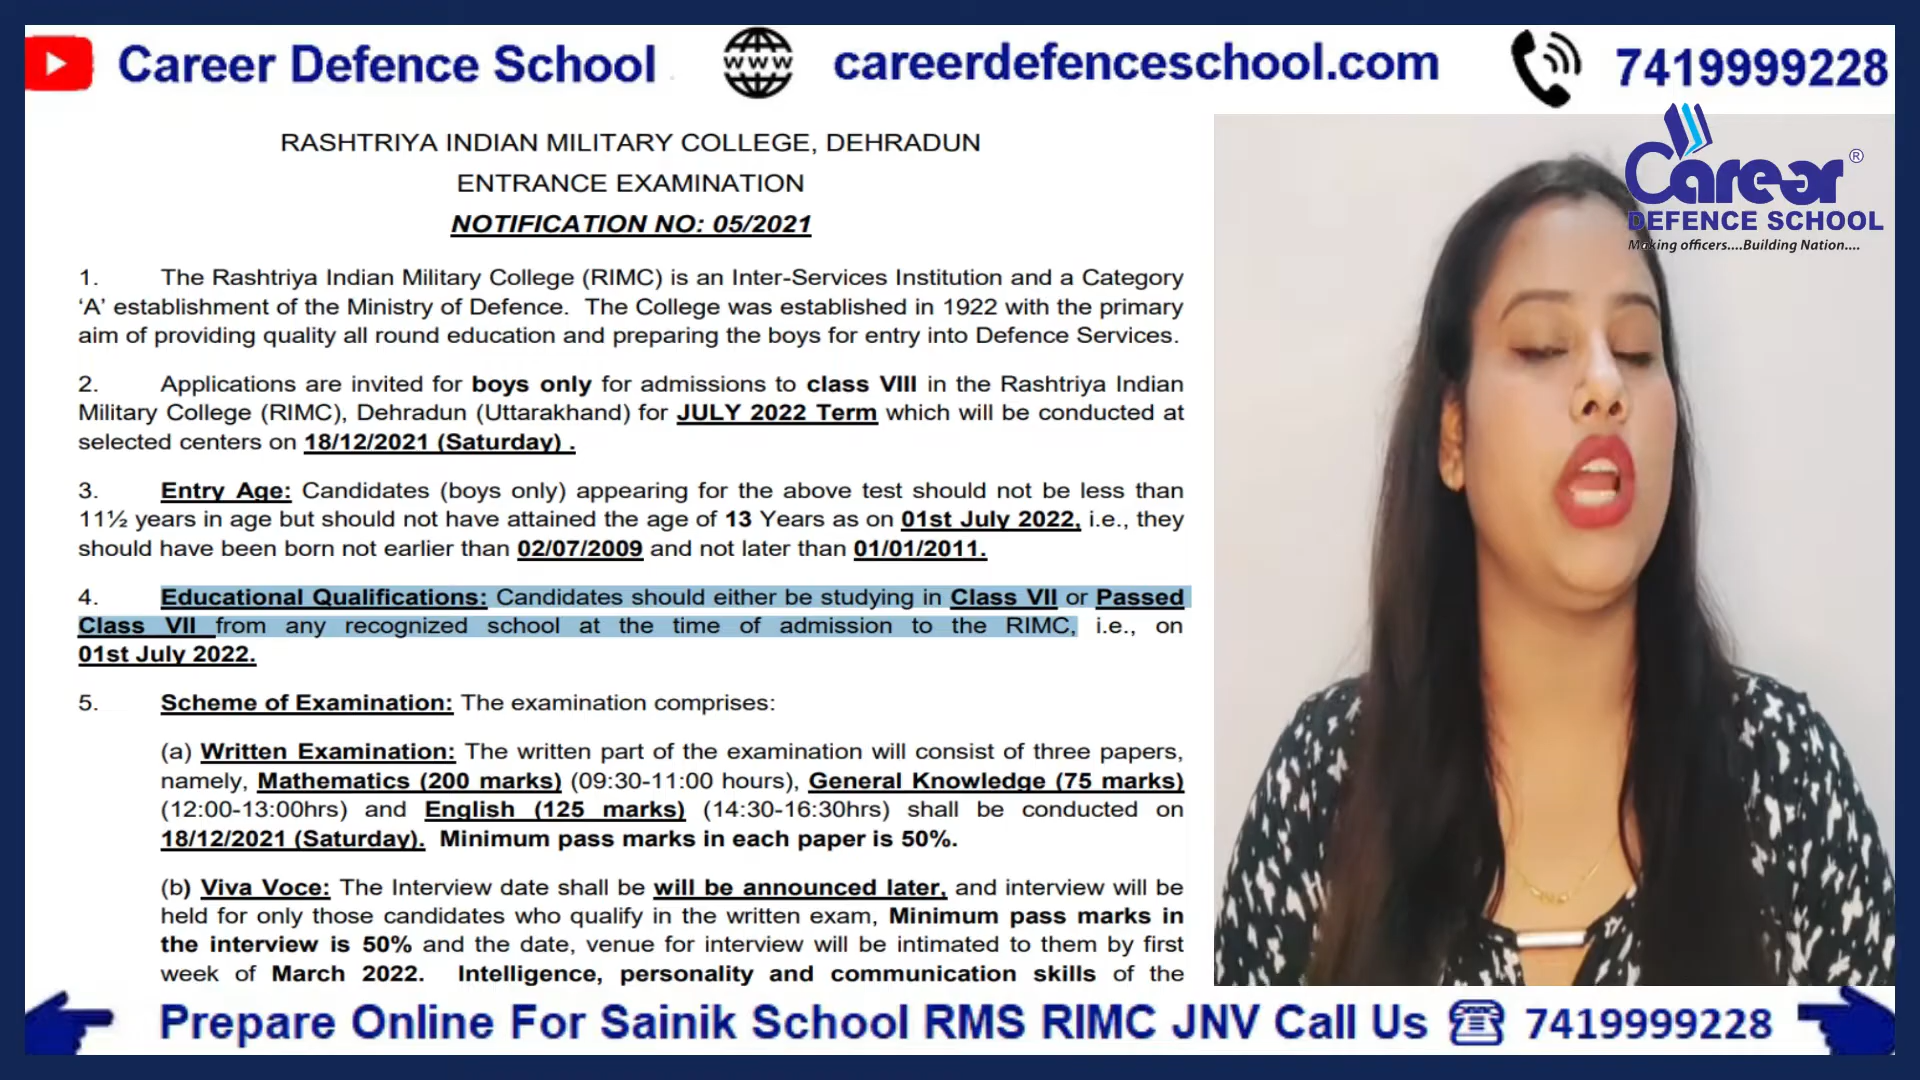 Career Defence School
www
careerdefenceschool.com
7419999228
Career ®
DEFENCE SCHOOL
Making officers....Building Nation....
RASHTRIYA INDIAN MILITARY COLLEGE, DEHRADUN
ENTRANCE EXAMINATION
NOTIFICATION NO: 05/2021
1. The Rashtriya Indian Military College (RIMC) is an Inter-Services Institution and a Category
‘A’ establishment of the Ministry of Defence. The College was established in 1922 with the primary
aim of providing quality all round education and preparing the boys for entry into Defence Services.
2. Applications are invited for boys only for admissions to class VIII in the Rashtriya Indian
Military College (RIMC), Dehradun (Uttarakhand) for JULY 2022 Term which will be conducted at
selected centers on 18/12/2021 (Saturday) .
3. Entry Age: Candidates (boys only) appearing for the above test should not be less than
11½ years in age but should not have attained the age of 13 Years as on 01st July 2022, i.e., they
should have been born not earlier than 02/07/2009 and not later than 01/01/2011.
4. Educational Qualifications: Candidates should either be studying in Class VII or Passed
Class VII from any recognized school at the time of admission to the RIMC, i.e., on
01st July 2022.
5. Scheme of Examination: The examination comprises:
(a) Written Examination: The written part of the examination will consist of three papers,
namely, Mathematics (200 marks) (09:30-11:00 hours), General Knowledge (75 marks)
(12:00-13:00hrs) and English (125 marks) (14:30-16:30hrs) shall be conducted on
18/12/2021 (Saturday). Minimum pass marks in each paper is 50%.
(b) Viva Voce: The Interview date shall be will be announced later, and interview will be
held for only those candidates who qualify in the written exam, Minimum pass marks in
the interview is 50% and the date, venue for interview will be intimated to them by first
week of March 2022. Intelligence, personality and communication skills of the
Prepare Online For Sainik School RMS RIMC JNV Call Us 7419999228